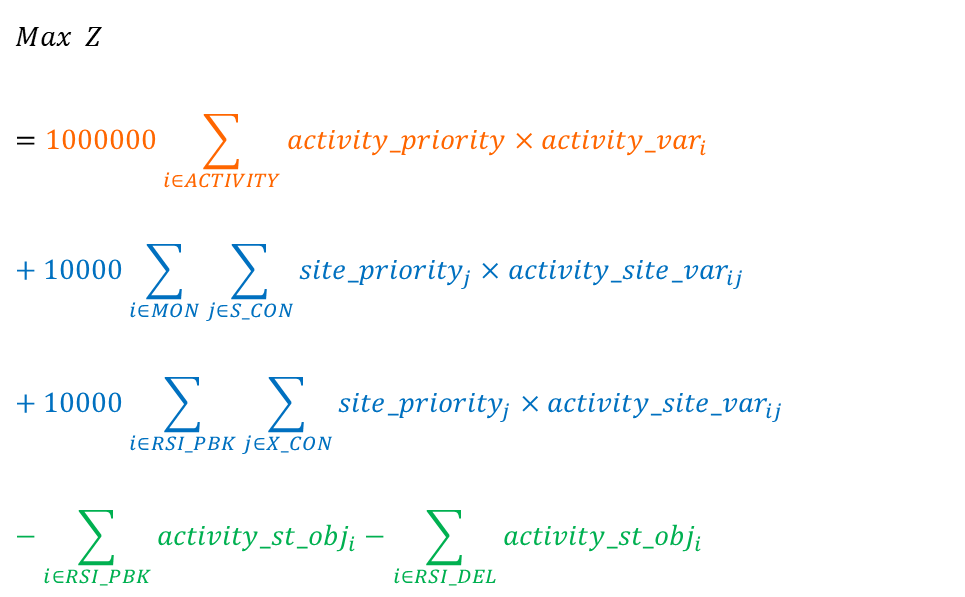 Max Z
= 1000000 ∑ i∈ACTIVITY activity_priority × activity_var_i
+ 10000 ∑ i∈MON ∑ j∈S_CON site_priority_j × activity_site_var_ij
+ 10000 ∑ i∈RSI_PBK ∑ j∈X_CON site_priority_j × activity_site_var_ij
− ∑ i∈RSI_PBK activity_st_obj_i − ∑ i∈RSI_DEL activity_st_obj_i